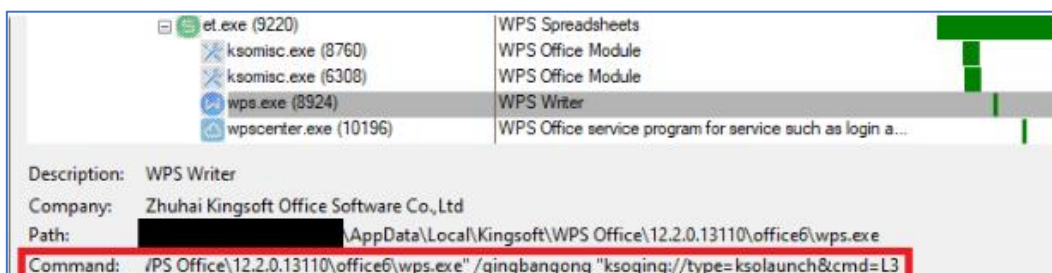 et.exe (9220) WPS Spreadsheets
ksomisc.exe (8760) WPS Office Module
ksomisc.exe (6308) WPS Office Module
wps.exe (8924) WPS Writer
wpscenter.exe (10196) WPS Office service program for service such as login a...
Description: WPS Writer
Company: Zhuhai Kingsoft Office Software Co.,Ltd
Path: \AppData\Local\Kingsoft\WPS Office\12.2.0.13110\office6\wps.exe
Command: /PS Office\12.2.0.13110\office6\wps.exe" /qingbangong "ksoqing://type=ksolaunch&cmd=L3